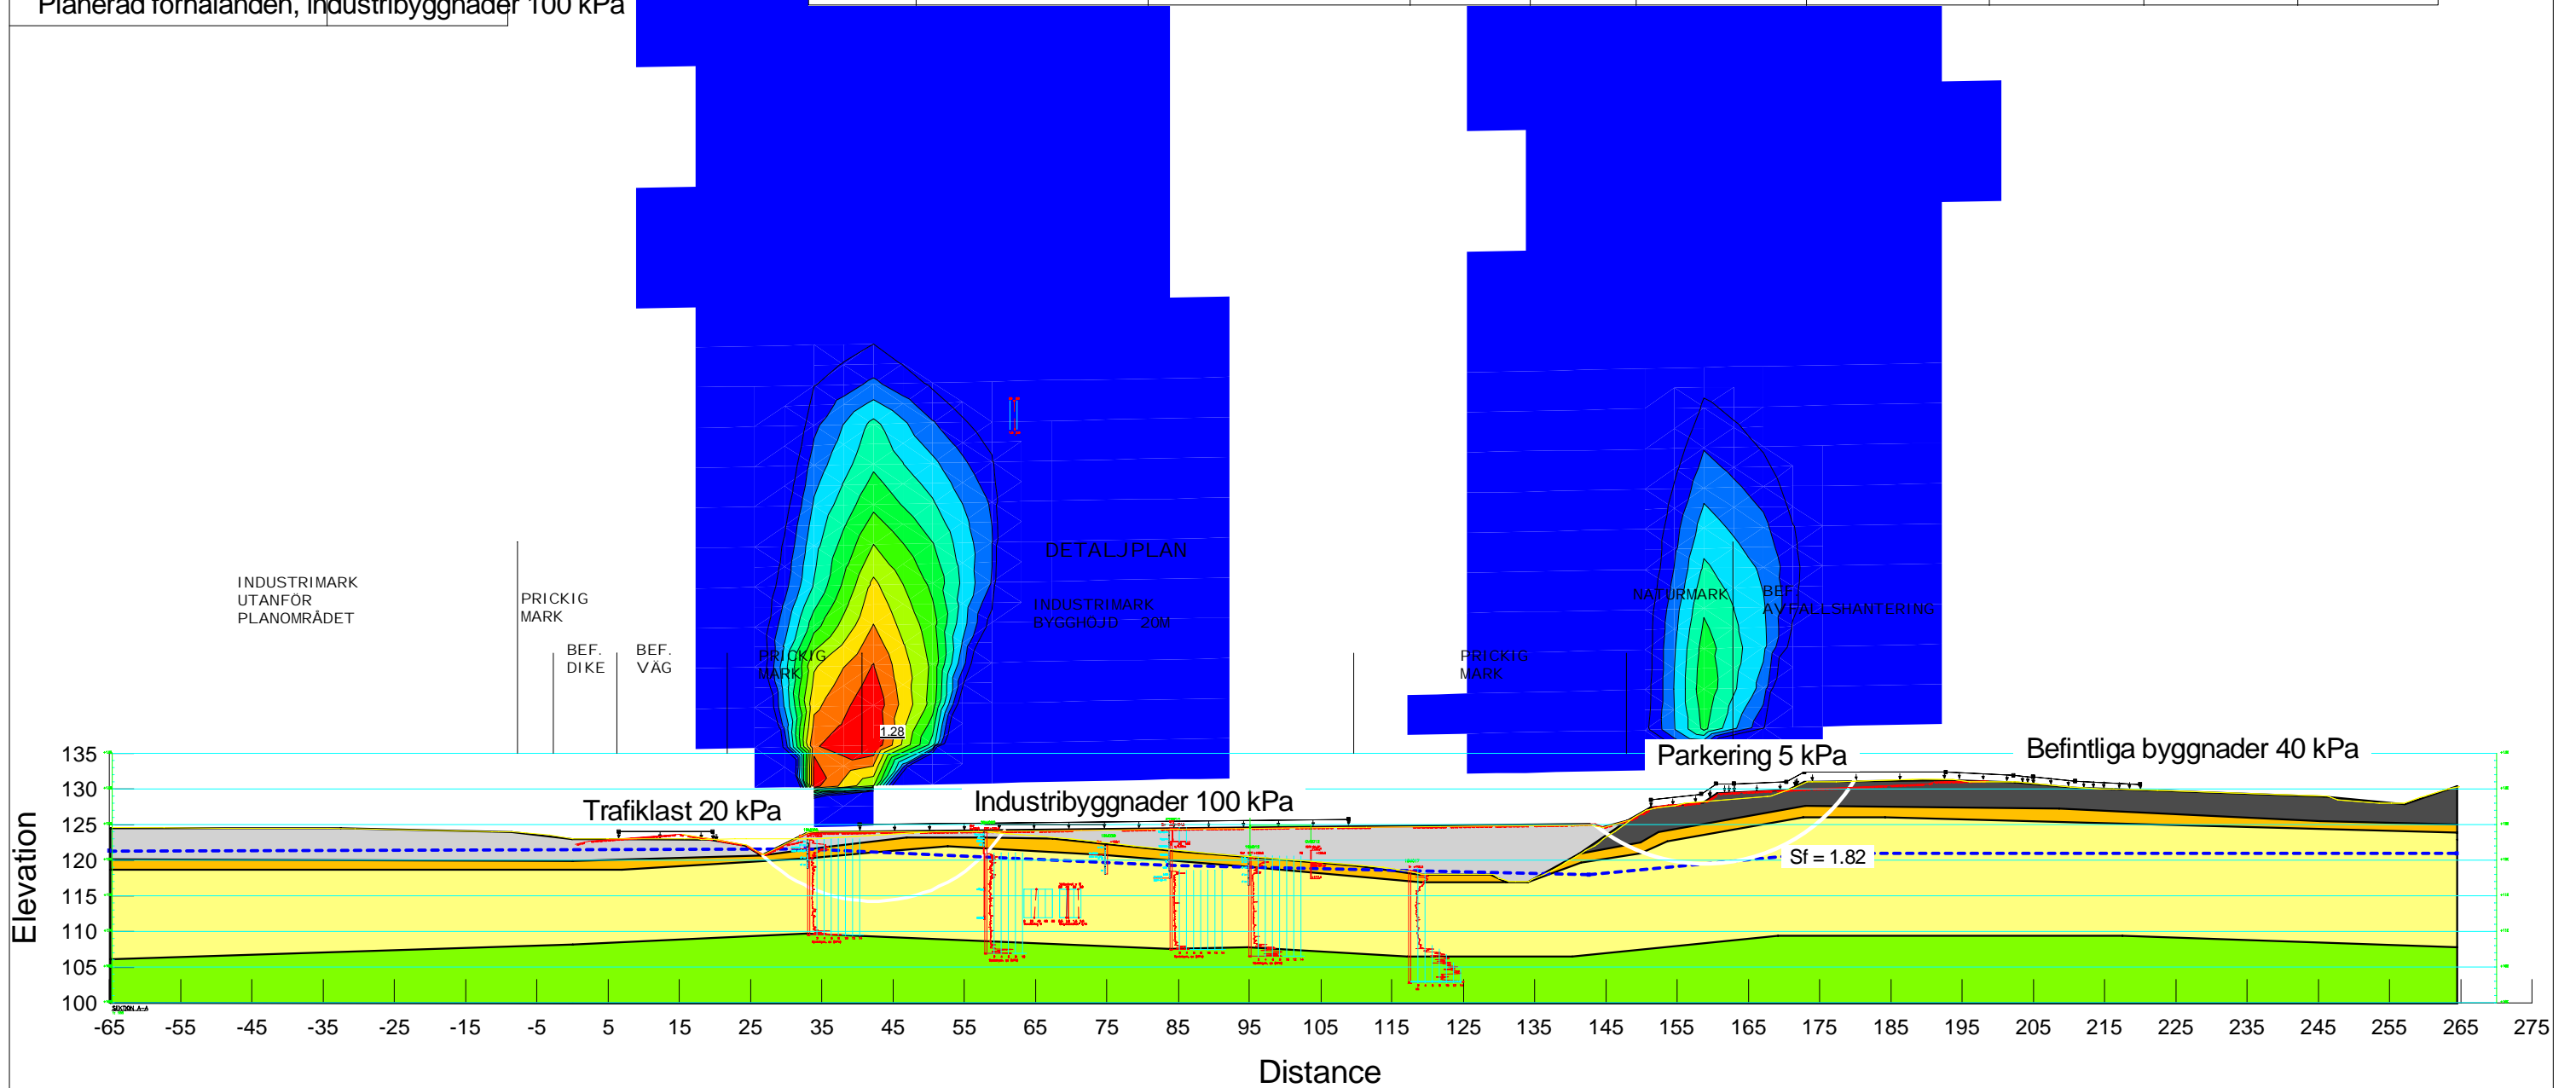 Planerad förhålanden, Industribyggnader 100 kPa
INDUSTRIMARK
UTANFÖR
PLANOMRÅDET
PRICKIG
MARK
BEF.
DIKE
BEF.
VÄG
PRICKIG
MARK
DETALJPLAN
INDUSTRIMARK
BYGGHÖJD 20M
PRICKIG
MARK
NATURMARK
BEF.
AVFALLSHANTERING
1.28
Trafiklast 20 kPa
Industribyggnader 100 kPa
Parkering 5 kPa
Befintliga byggnader 40 kPa
Sf = 1.82
Elevation
135
130
125
120
115
110
105
100
SEKTION A-A
-65 -55 -45 -35 -25 -15 -5 5 15 25 35 45 55 65 75 85 95 105 115 125 135 145 155 165 175 185 195 205 215 225 235 245 255 265 275
Distance